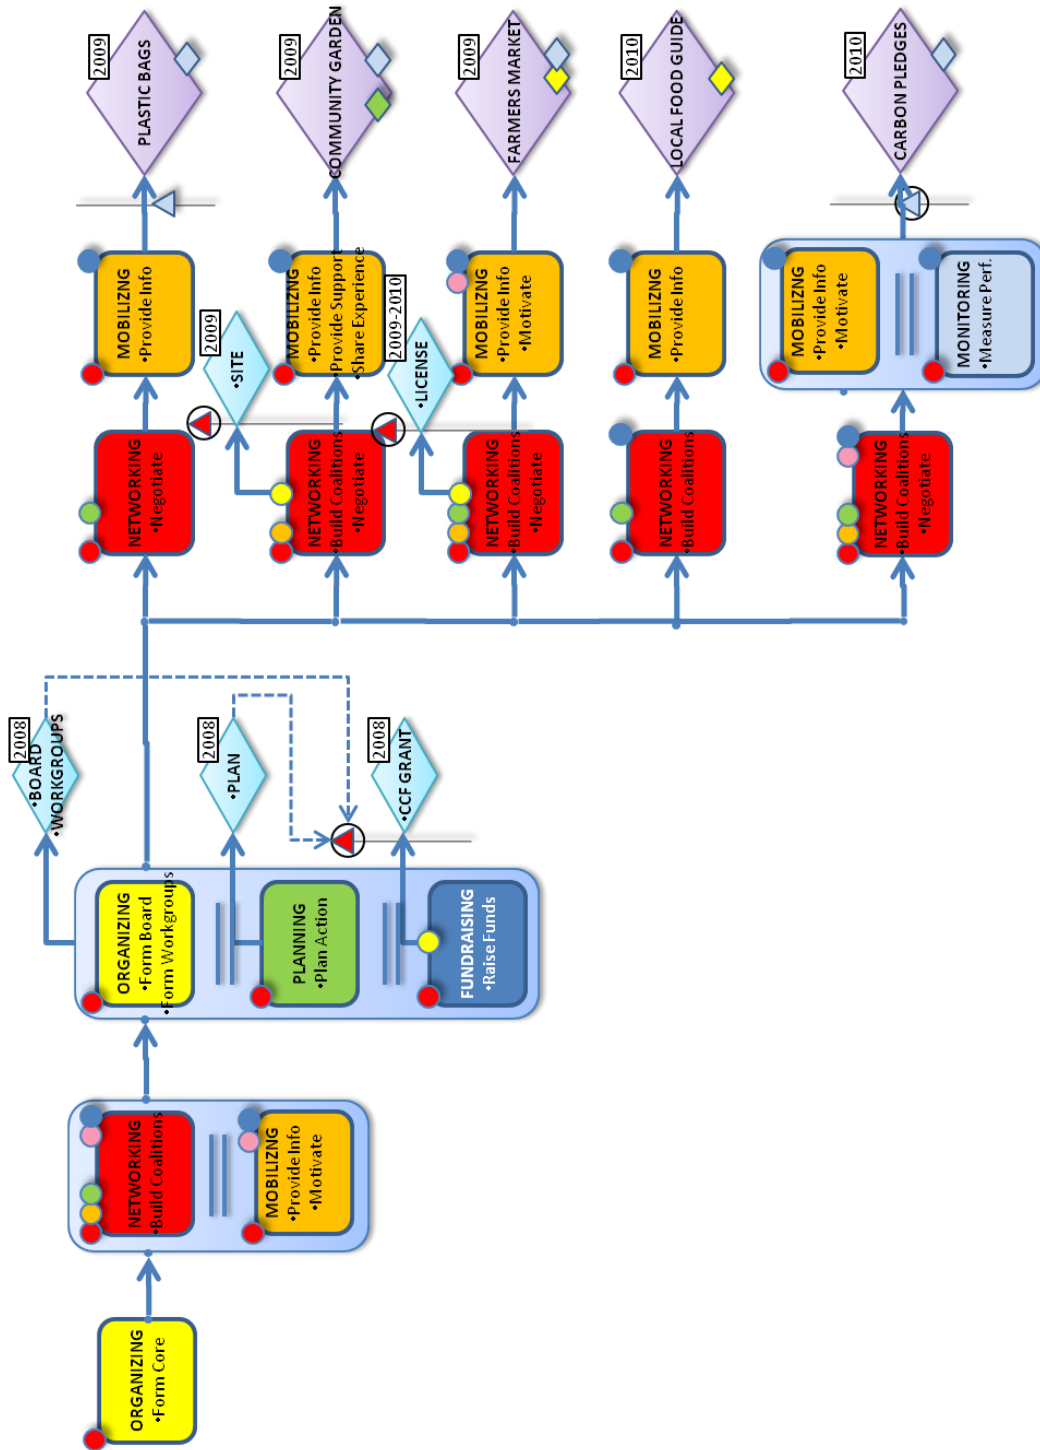 ORGANIZING
•Form Core
NETWORKING
•Build Coalitions
MOBILIZNG
•Provide Info
•Motivate
ORGANIZING
•Form Board
•Form Workgroups
PLANNING
•Plan Action
FUNDRAISING
•Raise Funds
2008
•BOARD
•WORKGROUPS
2008
•PLAN
2008
•CCF GRANT
NETWORKING
•Negotiate
MOBILIZNG
•Provide Info
2009
PLASTIC BAGS
2009
•SITE
NETWORKING
•Build Coalitions
•Negotiate
MOBILIZNG
•Provide Info
•Provide Support
•Share Experience
2009
COMMUNITY GARDEN
2009-2010
•LICENSE
NETWORKING
•Build Coalitions
•Negotiate
MOBILIZNG
•Provide Info
•Motivate
2009
FARMERS MARKET
NETWORKING
•Build Coalitions
MOBILIZNG
•Provide Info
2010
LOCAL FOOD GUIDE
NETWORKING
•Build Coalitions
•Negotiate
MOBILIZNG
•Pravide Info
•Motivate
MONITORING
•Measure Perf.
2010
CARBON PLEDGES